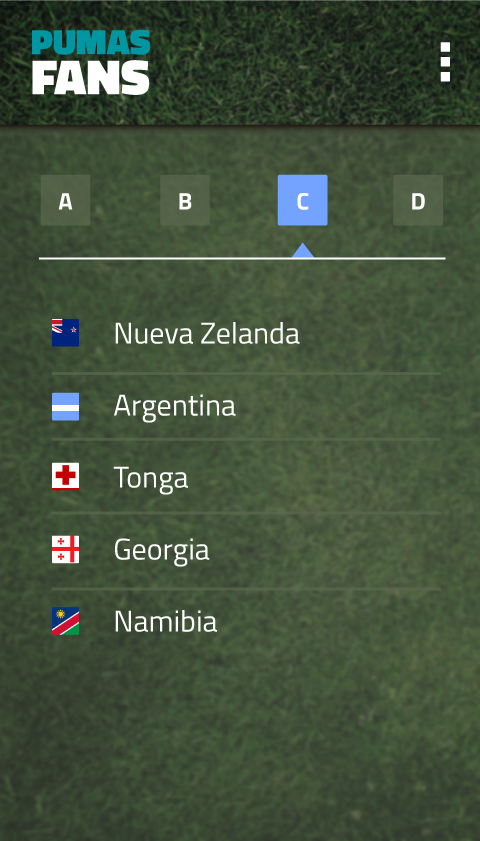 PUMAS
FANS
A B C D
Nueva Zelanda
Argentina
Tonga
Georgia
Namibia